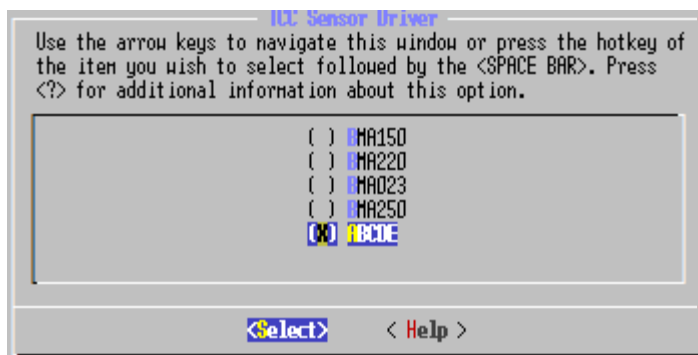 ICC Sensor Driver
Use the arrow keys to navigate this window or press the hotkey of
the item you wish to select followed by the <SPACE BAR>. Press
<?> for additional information about this option.
( ) BMA150
( ) BMA220
( ) BMA023
( ) BMA250
(X) ABCDE
<Select> < Help >